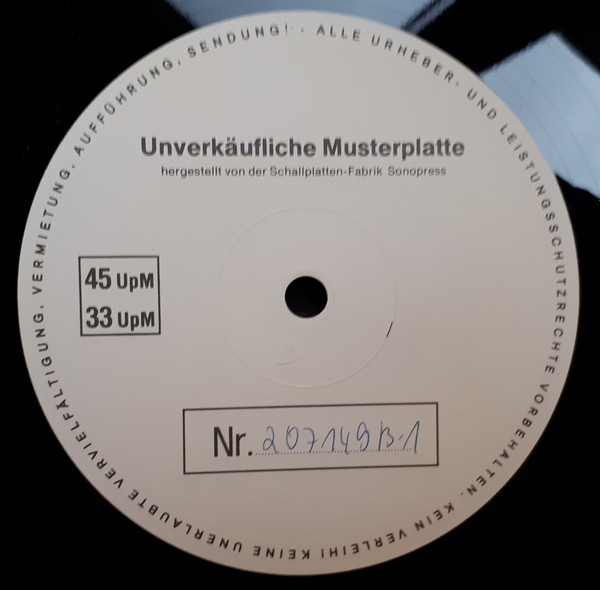 ALLE URHEBER- UND LEISTUNGSSCHUTZRECHTE VORBEHALTEN. KEIN VERLEIH! KEINE UNERLAUBTE VERVIELFÄLTIGUNG, VERMIETUNG, AUFFÜHRUNG, SENDUNG! ·
Unverkäufliche Musterplatte
hergestellt von der Schallplatten-Fabrik Sonopress
45 UpM
33 UpM
Nr. 207149B-1